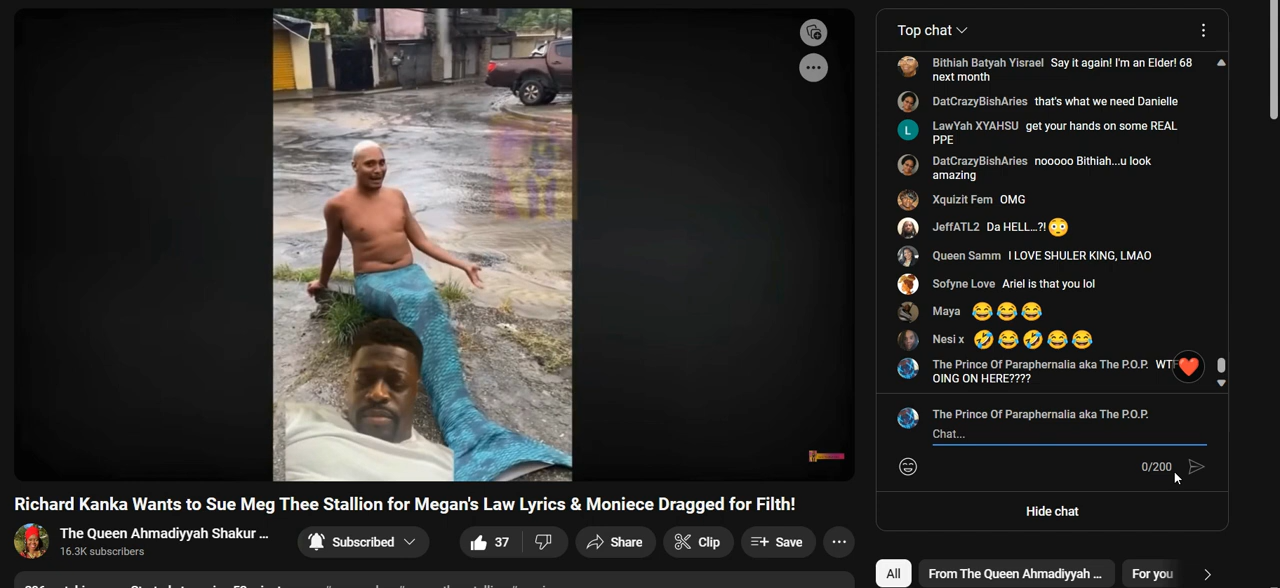 Top chat
Bithiah Batyah Yisrael Say it again! I'm an Elder! 68
next month
DatCrazyBishAries that's what we need Danielle
LawYah XYAHSU get your hands on some REAL
PPE
DatCrazyBishAries nooooo Bithiah...u look
amazing
Xquizit Fem OMG
JeffATL2 Da HELL...?! 😳
Queen Samm I LOVE SHULER KING, LMAO
Sofyne Love Ariel is that you lol
Maya 😂😂😂
Nesi x 🤣😂🤣😂😂
The Prince Of Paraphernalia aka The P.O.P. WTF
OING ON HERE????
The Prince Of Paraphernalia aka The P.O.P.
Chat...
0/200
Hide chat
Richard Kanka Wants to Sue Meg Thee Stallion for Megan's Law Lyrics & Moniece Dragged for Filth!
The Queen Ahmadiyyah Shakur ...
16.3K subscribers
Subscribed
37
Share
Clip
Save
All
From The Queen Ahmadiyyah ...
For you